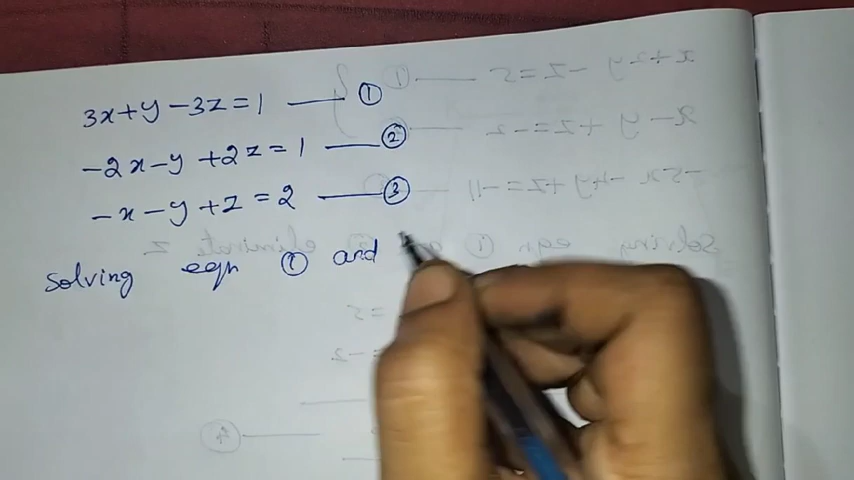 3x+y-3z=1 —— ①
-2x-y+2z=1 —— ②
-x-y+z=2 —— ③
solving eqn ① and